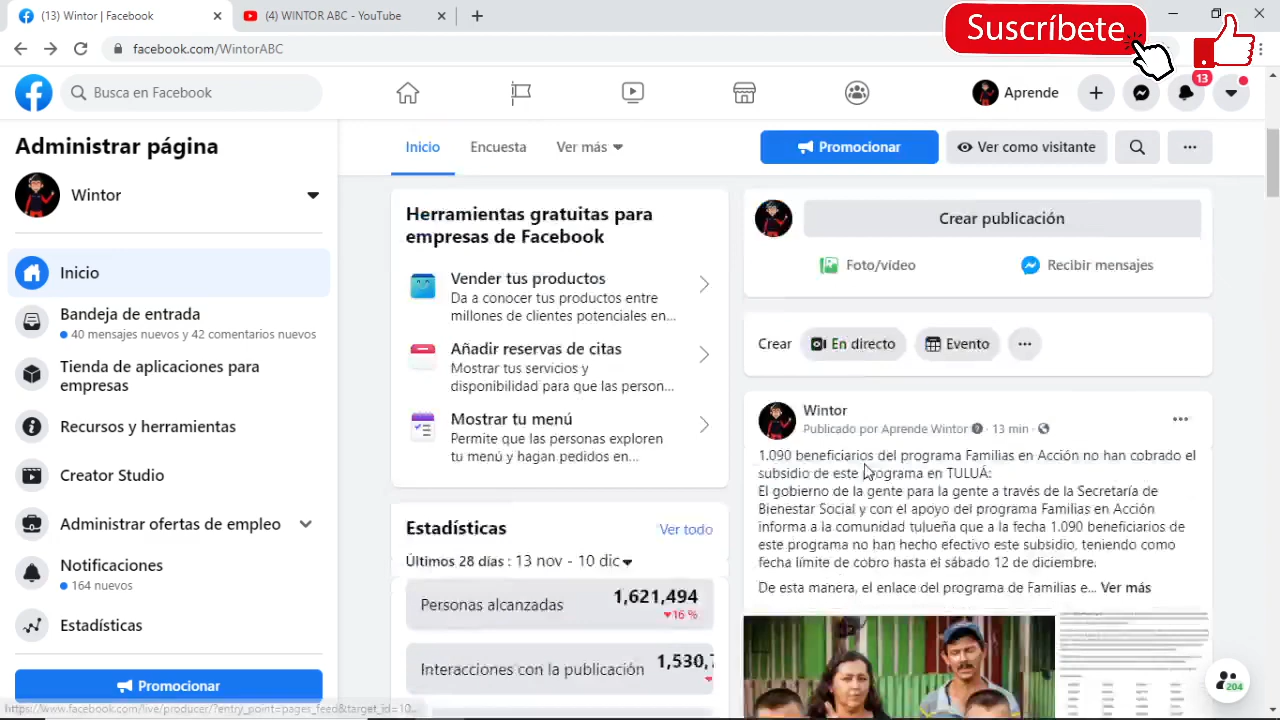 (13) Wintor | Facebook
(4) WINTOR ABC - YouTube
Suscríbete
facebook.com/WintorABC
Busca en Facebook
Aprende
13
Administrar página
Wintor
Inicio
Bandeja de entrada
40 mensajes nuevos y 42 comentarios nuevos
Tienda de aplicaciones para
empresas
Recursos y herramientas
Creator Studio
Administrar ofertas de empleo
Notificaciones
164 nuevos
Estadísticas
Promocionar
Inicio
Encuesta
Ver más
Promocionar
Ver como visitante
Herramientas gratuitas para
empresas de Facebook
Vender tus productos
Da a conocer tus productos entre
millones de clientes potenciales en...
Añadir reservas de citas
Mostrar tus servicios y
disponibilidad para que las person...
Mostrar tu menú
Permite que las personas exploren
tu menú y hagan pedidos en...
Estadísticas
Ver todo
Últimos 28 días : 13 nov - 10 dic
Personas alcanzadas
1,621,494
16 %
Interacciones con la publicación
Crear publicación
Foto/vídeo
Recibir mensajes
Crear
En directo
Evento
Wintor
Publicado por Aprende Wintor · 13 min ·
1.090 beneficiarios del programa Familias en Acción no han cobrado el
subsidio de este programa en TULUÁ:
El gobierno de la gente para la gente a través de la Secretaría de
Bienestar Social y con el apoyo del programa Familias en Acción
informa a la comunidad tulueña que a la fecha 1.090 beneficiarios de
este programa no han hecho efectivo este subsidio, teniendo como
fecha límite de cobro hasta el sábado 12 de diciembre.
De esta manera, el enlace del programa de Familias e... Ver más
204